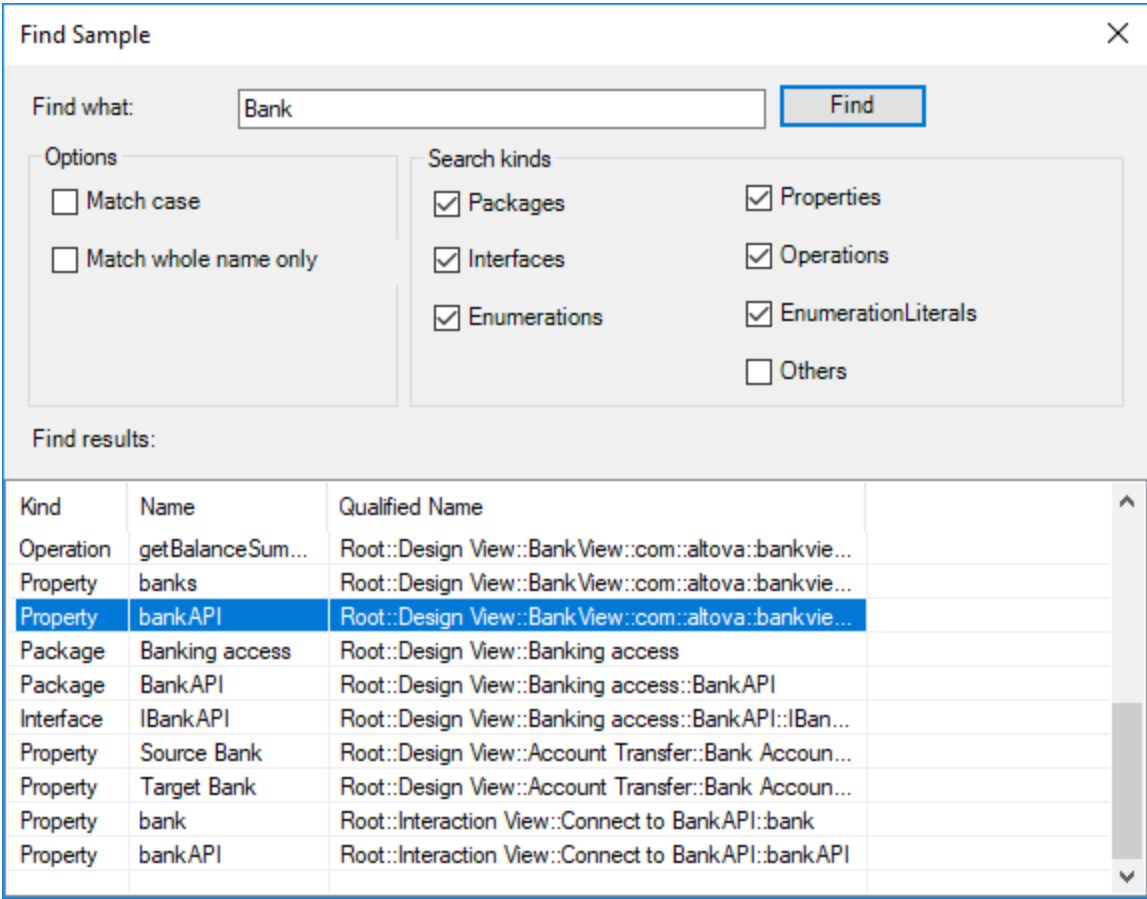 Find Sample
Find what: Bank Find
Options
Match case
Match whole name only
Search kinds
Packages
Interfaces
Enumerations
Properties
Operations
EnumerationLiterals
Others
Find results:
Kind Name Qualified Name
Operation getBalanceSum... Root::Design View::BankView::com::altova::bankvie...
Property banks Root::Design View::BankView::com::altova::bankvie...
Property bankAPI Root::Design View::BankView::com::altova::bankvie...
Package Banking access Root::Design View::Banking access
Package BankAPI Root::Design View::Banking access::BankAPI
Interface IBankAPI Root::Design View::Banking access::BankAPI::IBan...
Property Source Bank Root::Design View::Account Transfer::Bank Accoun...
Property Target Bank Root::Design View::Account Transfer::Bank Accoun...
Property bank Root::Interaction View::Connect to BankAPI::bank
Property bankAPI Root::Interaction View::Connect to BankAPI::bankAPI